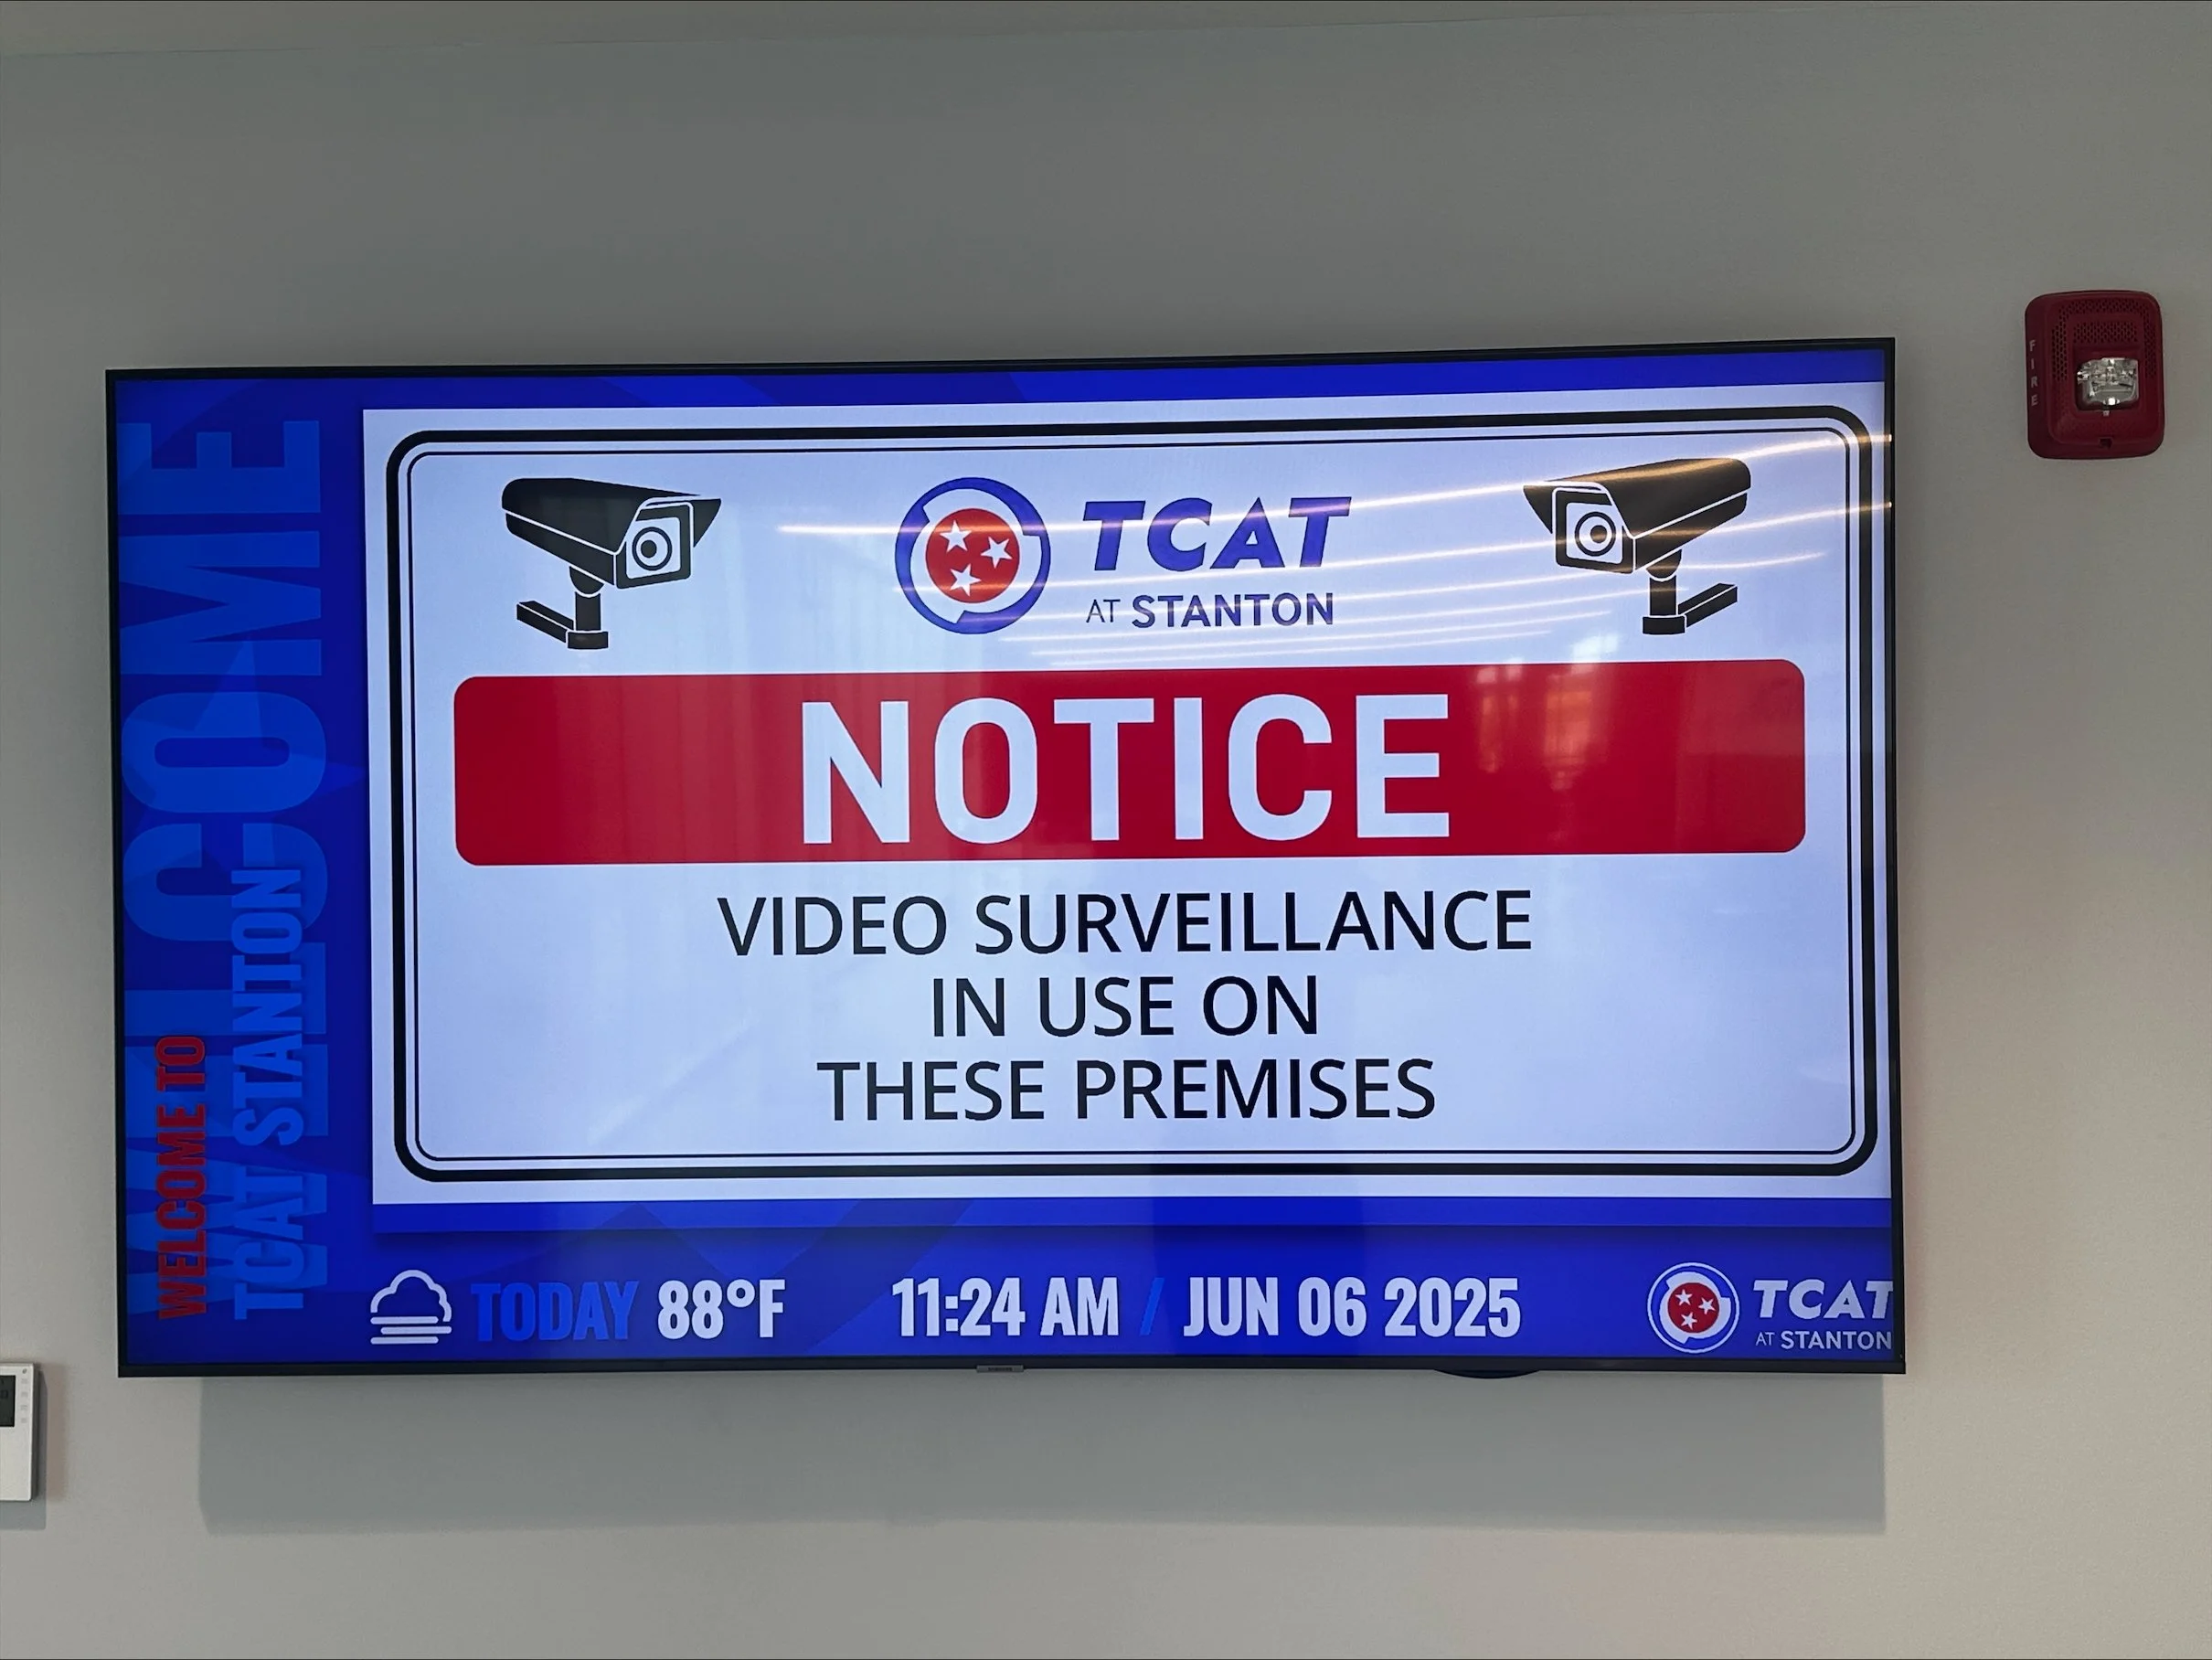 WELCOME
WELCOME TO
TCAT STANTON
TCAT
AT STANTON
NOTICE
VIDEO SURVEILLANCE
IN USE ON
THESE PREMISES
TODAY 88°F
11:24 AM / JUN 06 2025
TCAT
AT STANTON
SAMSUNG
FIRE